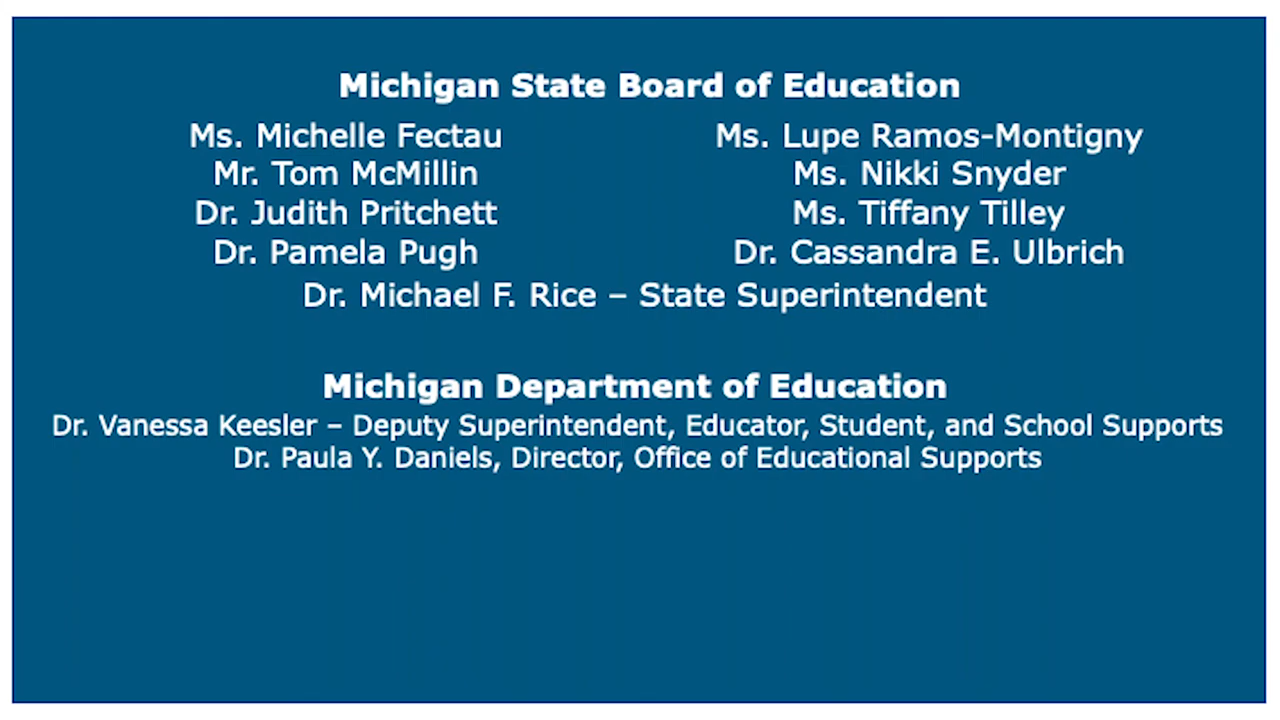 Michigan State Board of Education
Ms. Michelle Fectau
Ms. Lupe Ramos-Montigny
Mr. Tom McMillin
Ms. Nikki Snyder
Dr. Judith Pritchett
Ms. Tiffany Tilley
Dr. Pamela Pugh
Dr. Cassandra E. Ulbrich
Dr. Michael F. Rice – State Superintendent
Michigan Department of Education
Dr. Vanessa Keesler – Deputy Superintendent, Educator, Student, and School Supports
Dr. Paula Y. Daniels, Director, Office of Educational Supports